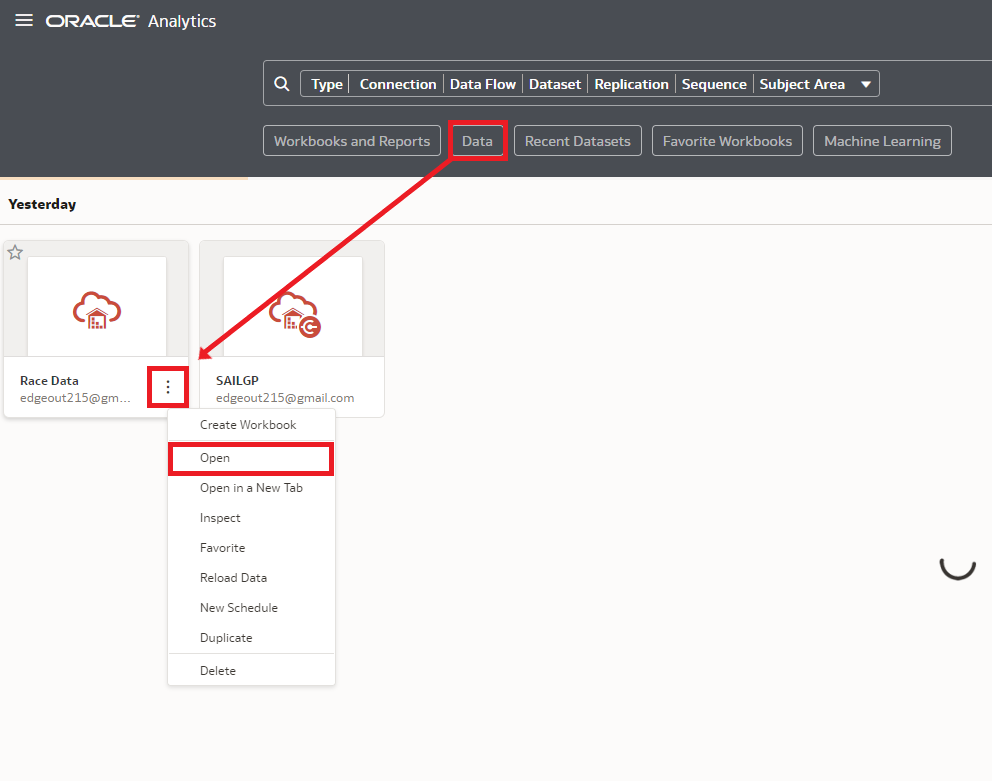 ORACLE Analytics
Type Connection Data Flow Dataset Replication Sequence Subject Area
Workbooks and Reports Data Recent Datasets Favorite Workbooks Machine Learning
Yesterday
Race Data
edgeout215@gm...
SAILGP
edgeout215@gmail.com
Create Workbook
Open
Open in a New Tab
Inspect
Favorite
Reload Data
New Schedule
Duplicate
Delete